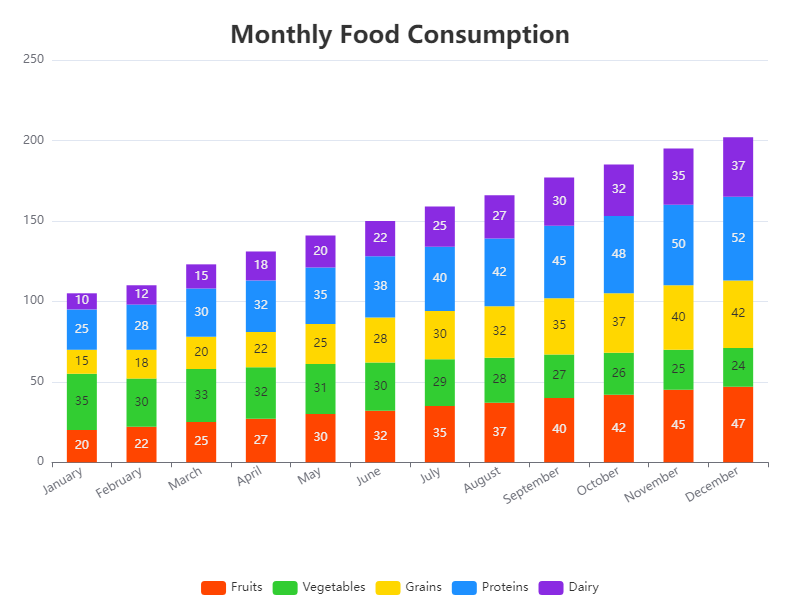 Monthly Food Consumption
250
200
150
100
50
0
10 12 15 18 20 22 25 27 30 32 35 37
25 28 30 32 35 38 40 42 45 48 50 52
15 18 20 22 25 28 30 32 35 37 40 42
35 30 33 32 31 30 29 28 27 26 25 24
20 22 25 27 30 32 35 37 40 42 45 47
January February March April May June July August September October November December
Fruits Vegetables Grains Proteins Dairy